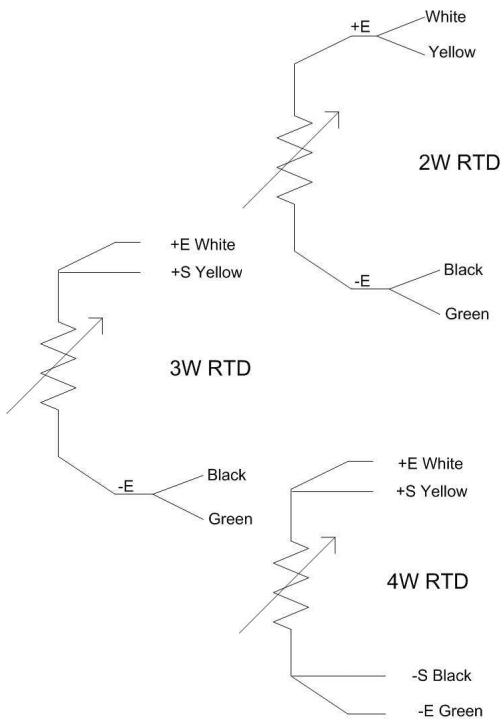 +E
White
Yellow
2W RTD
-E
Black
Green
+E White
+S Yellow
3W RTD
-E
Black
Green
+E White
+S Yellow
4W RTD
-S Black
-E Green